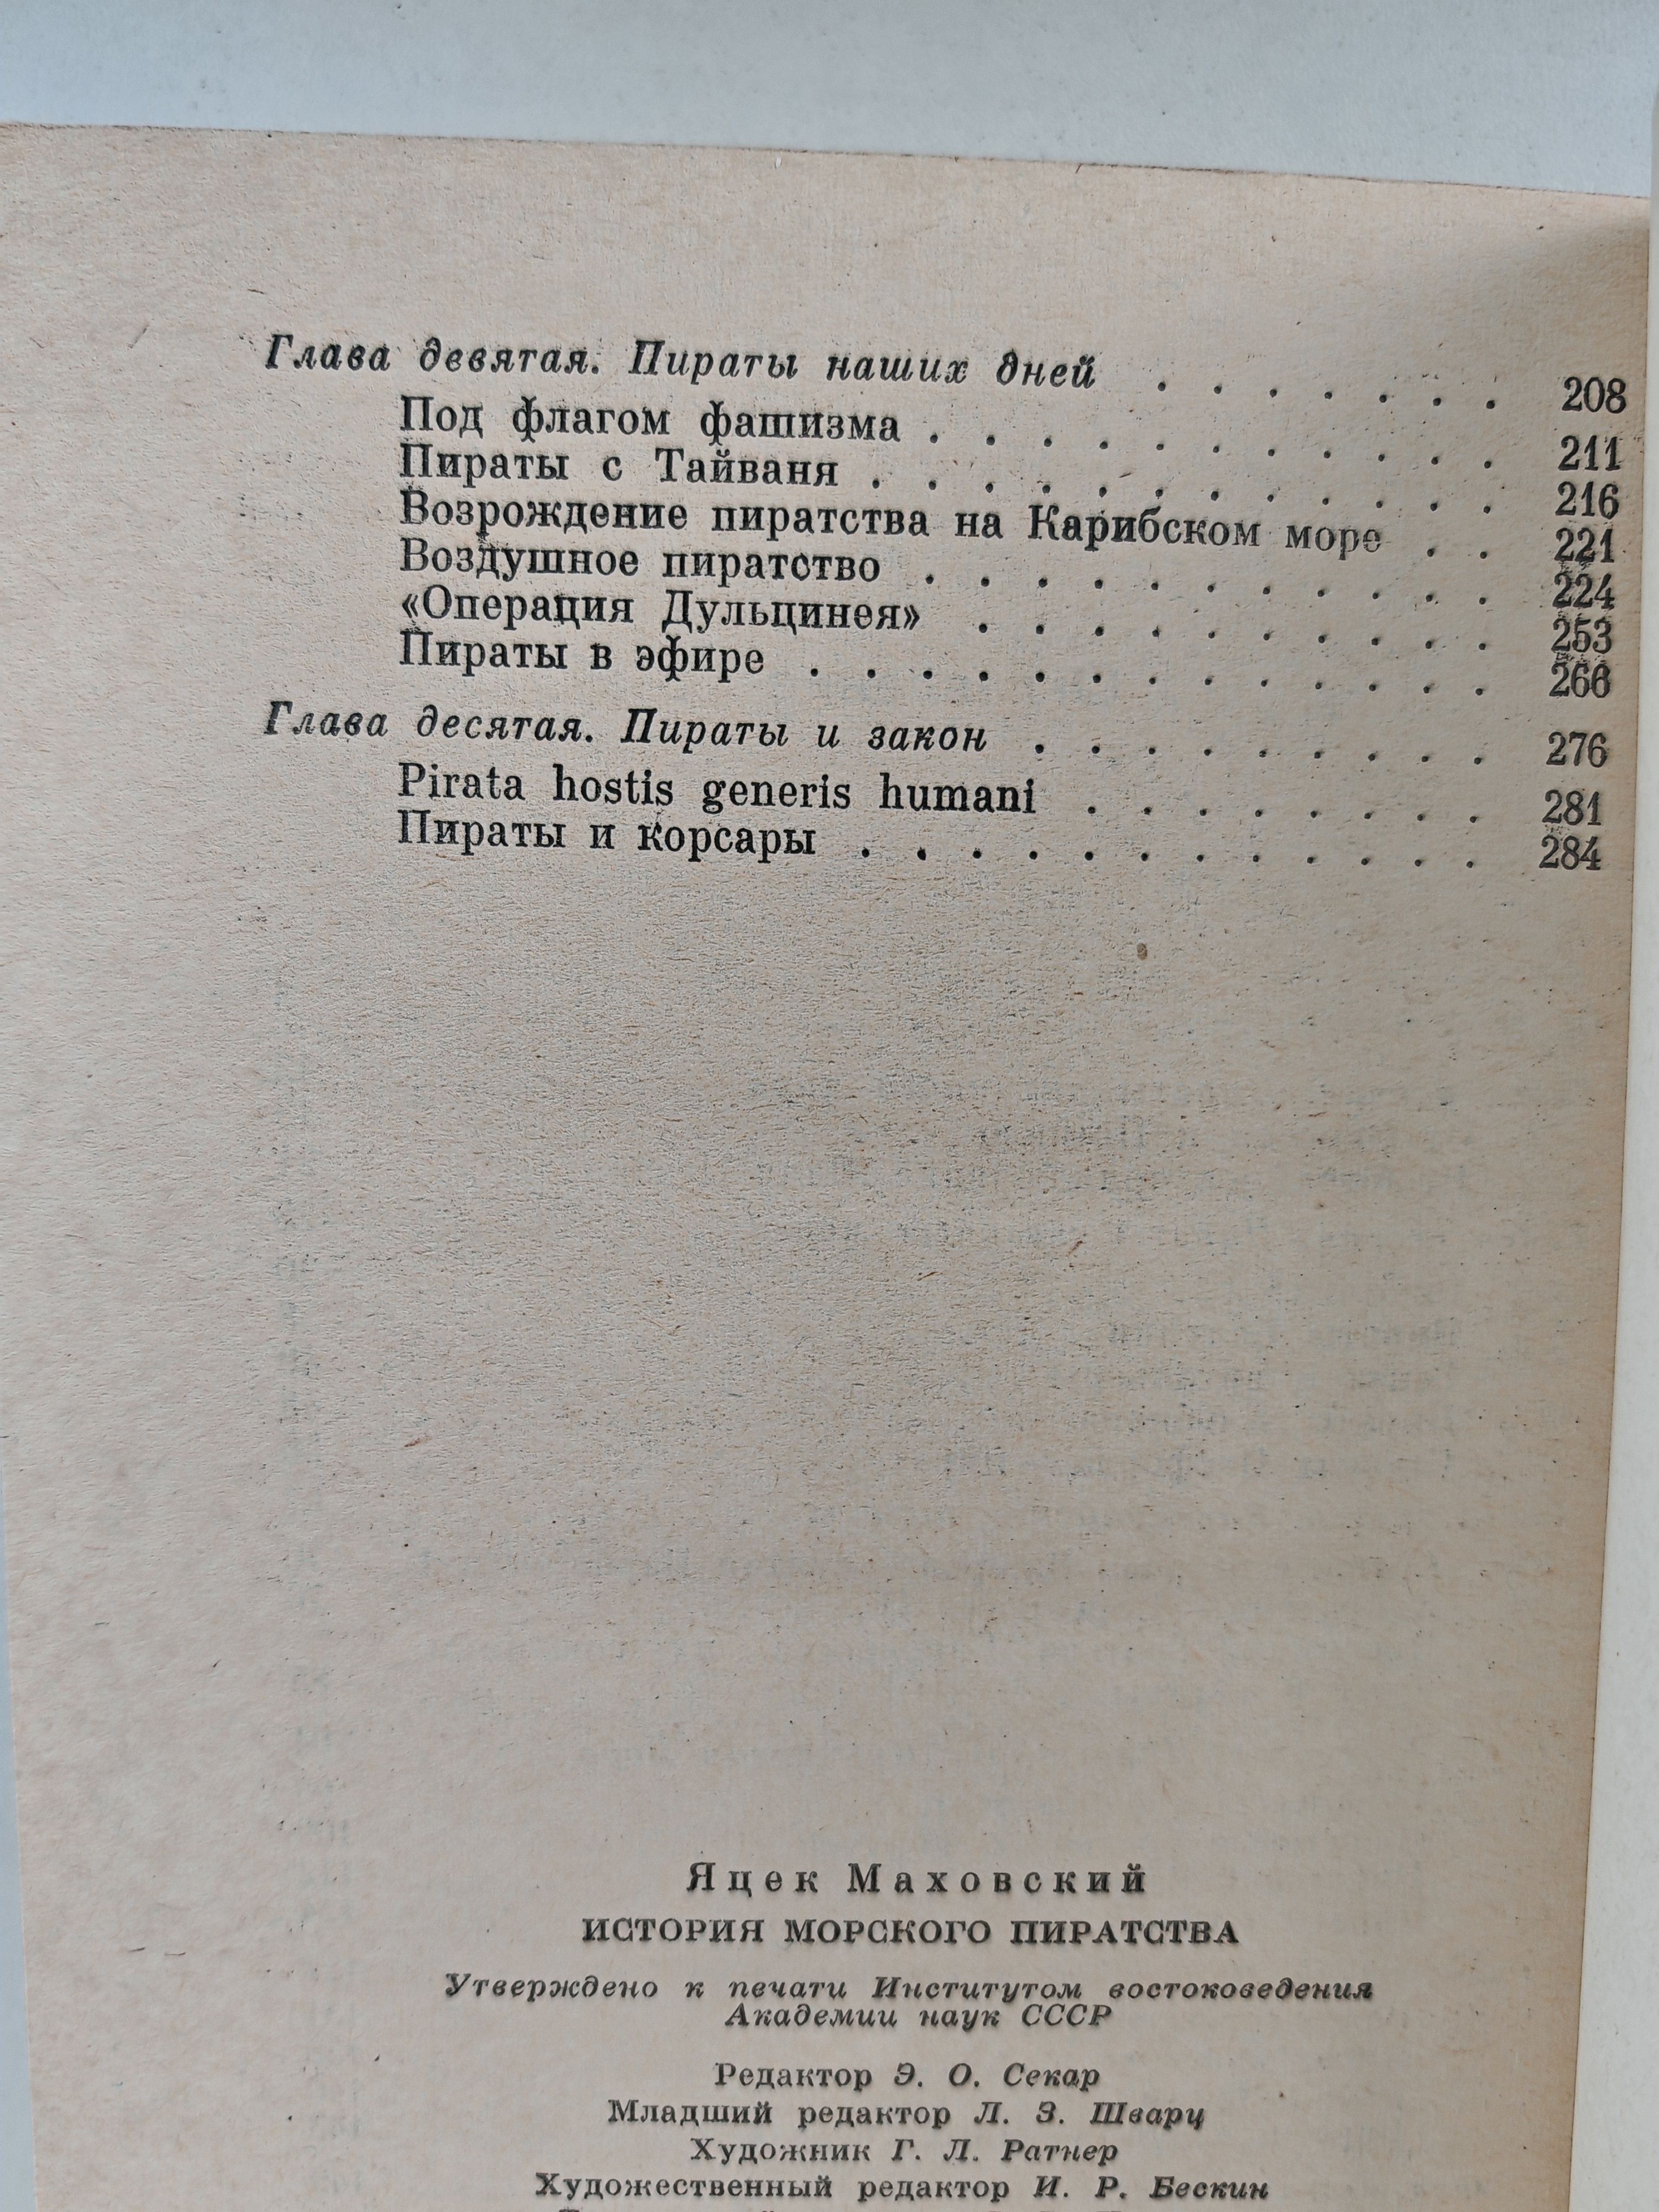 Глава девятая. Пираты наших дней . . . . . . . 208
Под флагом фашизма . . . . . . . . . . . 211
Пираты с Тайваня . . . . . . . . . . . . 216
Возрождение пиратства на Карибском море . . 221
Воздушное пиратство . . . . . . . . . . . 224
«Операция Дульцинея» . . . . . . . . . . 253
Пираты в эфире . . . . . . . . . . . . . 266
Глава десятая. Пираты и закон . . . . . . . . . 276
Pirata hostis generis humani . . . . . . . . 281
Пираты и корсары . . . . . . . . . . . . 284
Яцек Маховский
ИСТОРИЯ МОРСКОГО ПИРАТСТВА
Утверждено к печати Институтом востоковедения
Академии наук СССР
Редактор Э. О. Секар
Младший редактор Л. З. Шварц
Художник Г. Л. Ратнер
Художественный редактор И. Р. Бескин